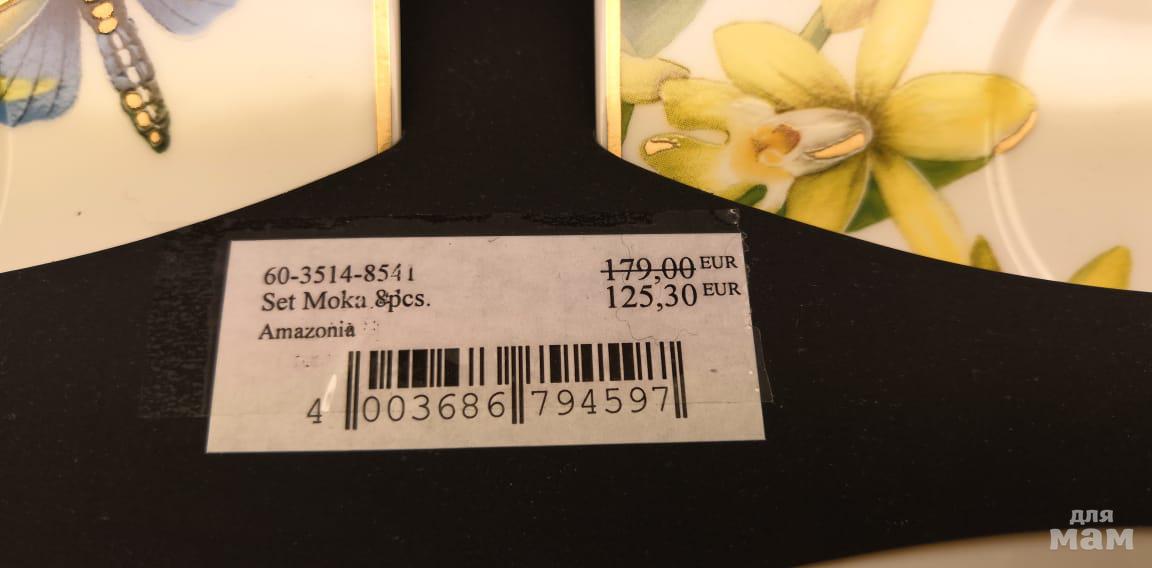 60-3514-8541
179,00 EUR
Set Moka 8pcs.
125,30 EUR
Amazonia
4 003686 794597
для
мам